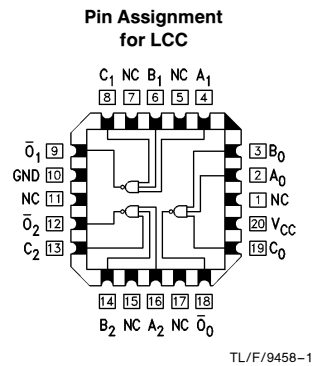 Pin Assignment
for LCC
C1 NC B1 NC A1
8 7 6 5 4
Ō1 9
GND 10
NC 11
Ō2 12
C2 13
3 B0
2 A0
1 NC
20 VCC
19 C0
14 15 16 17 18
B2 NC A2 NC Ō0
TL/F/9458–1